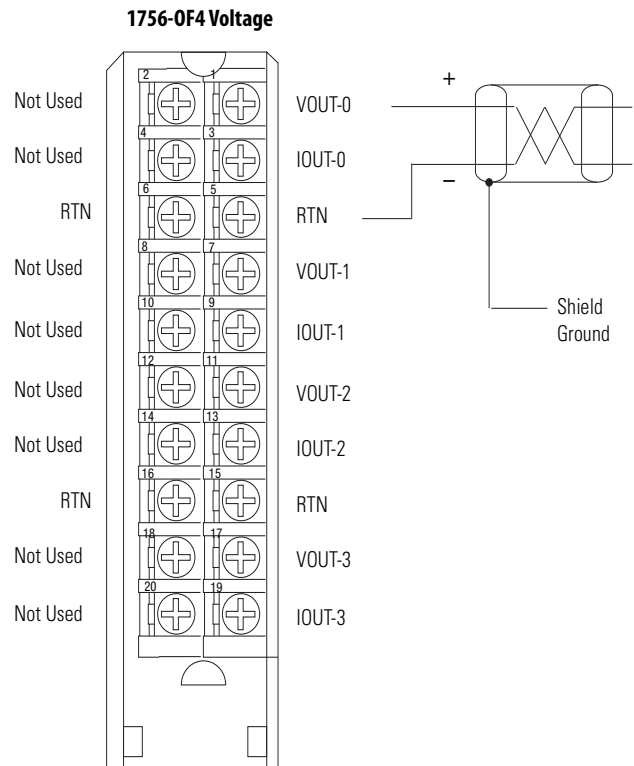 1756-OF4 Voltage
2 1
Not Used VOUT-0 +
4 3
Not Used IOUT-0 –
6 5
RTN RTN
8 7
Not Used VOUT-1
10 9
Not Used IOUT-1 Shield
Ground
12 11
Not Used VOUT-2
14 13
Not Used IOUT-2
16 15
RTN RTN
18 17
Not Used VOUT-3
20 19
Not Used IOUT-3